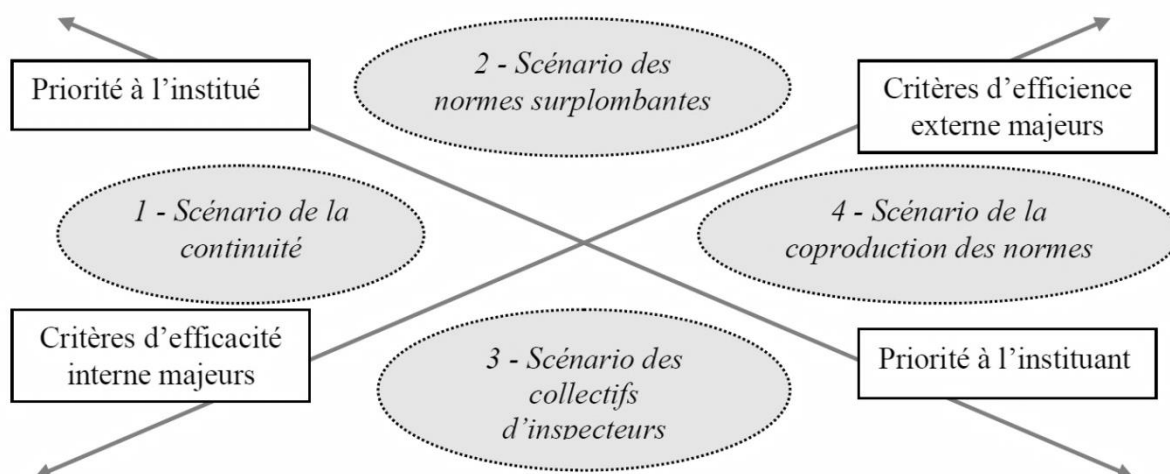 Priorité à l'institué
2 - Scénario des
normes surplombantes
Critères d'efficience
externe majeurs
1 - Scénario de la
continuité
4 - Scénario de la
coproduction des normes
Critères d'efficacité
interne majeurs
3 - Scénario des
collectifs
d'inspecteurs
Priorité à l'instituant